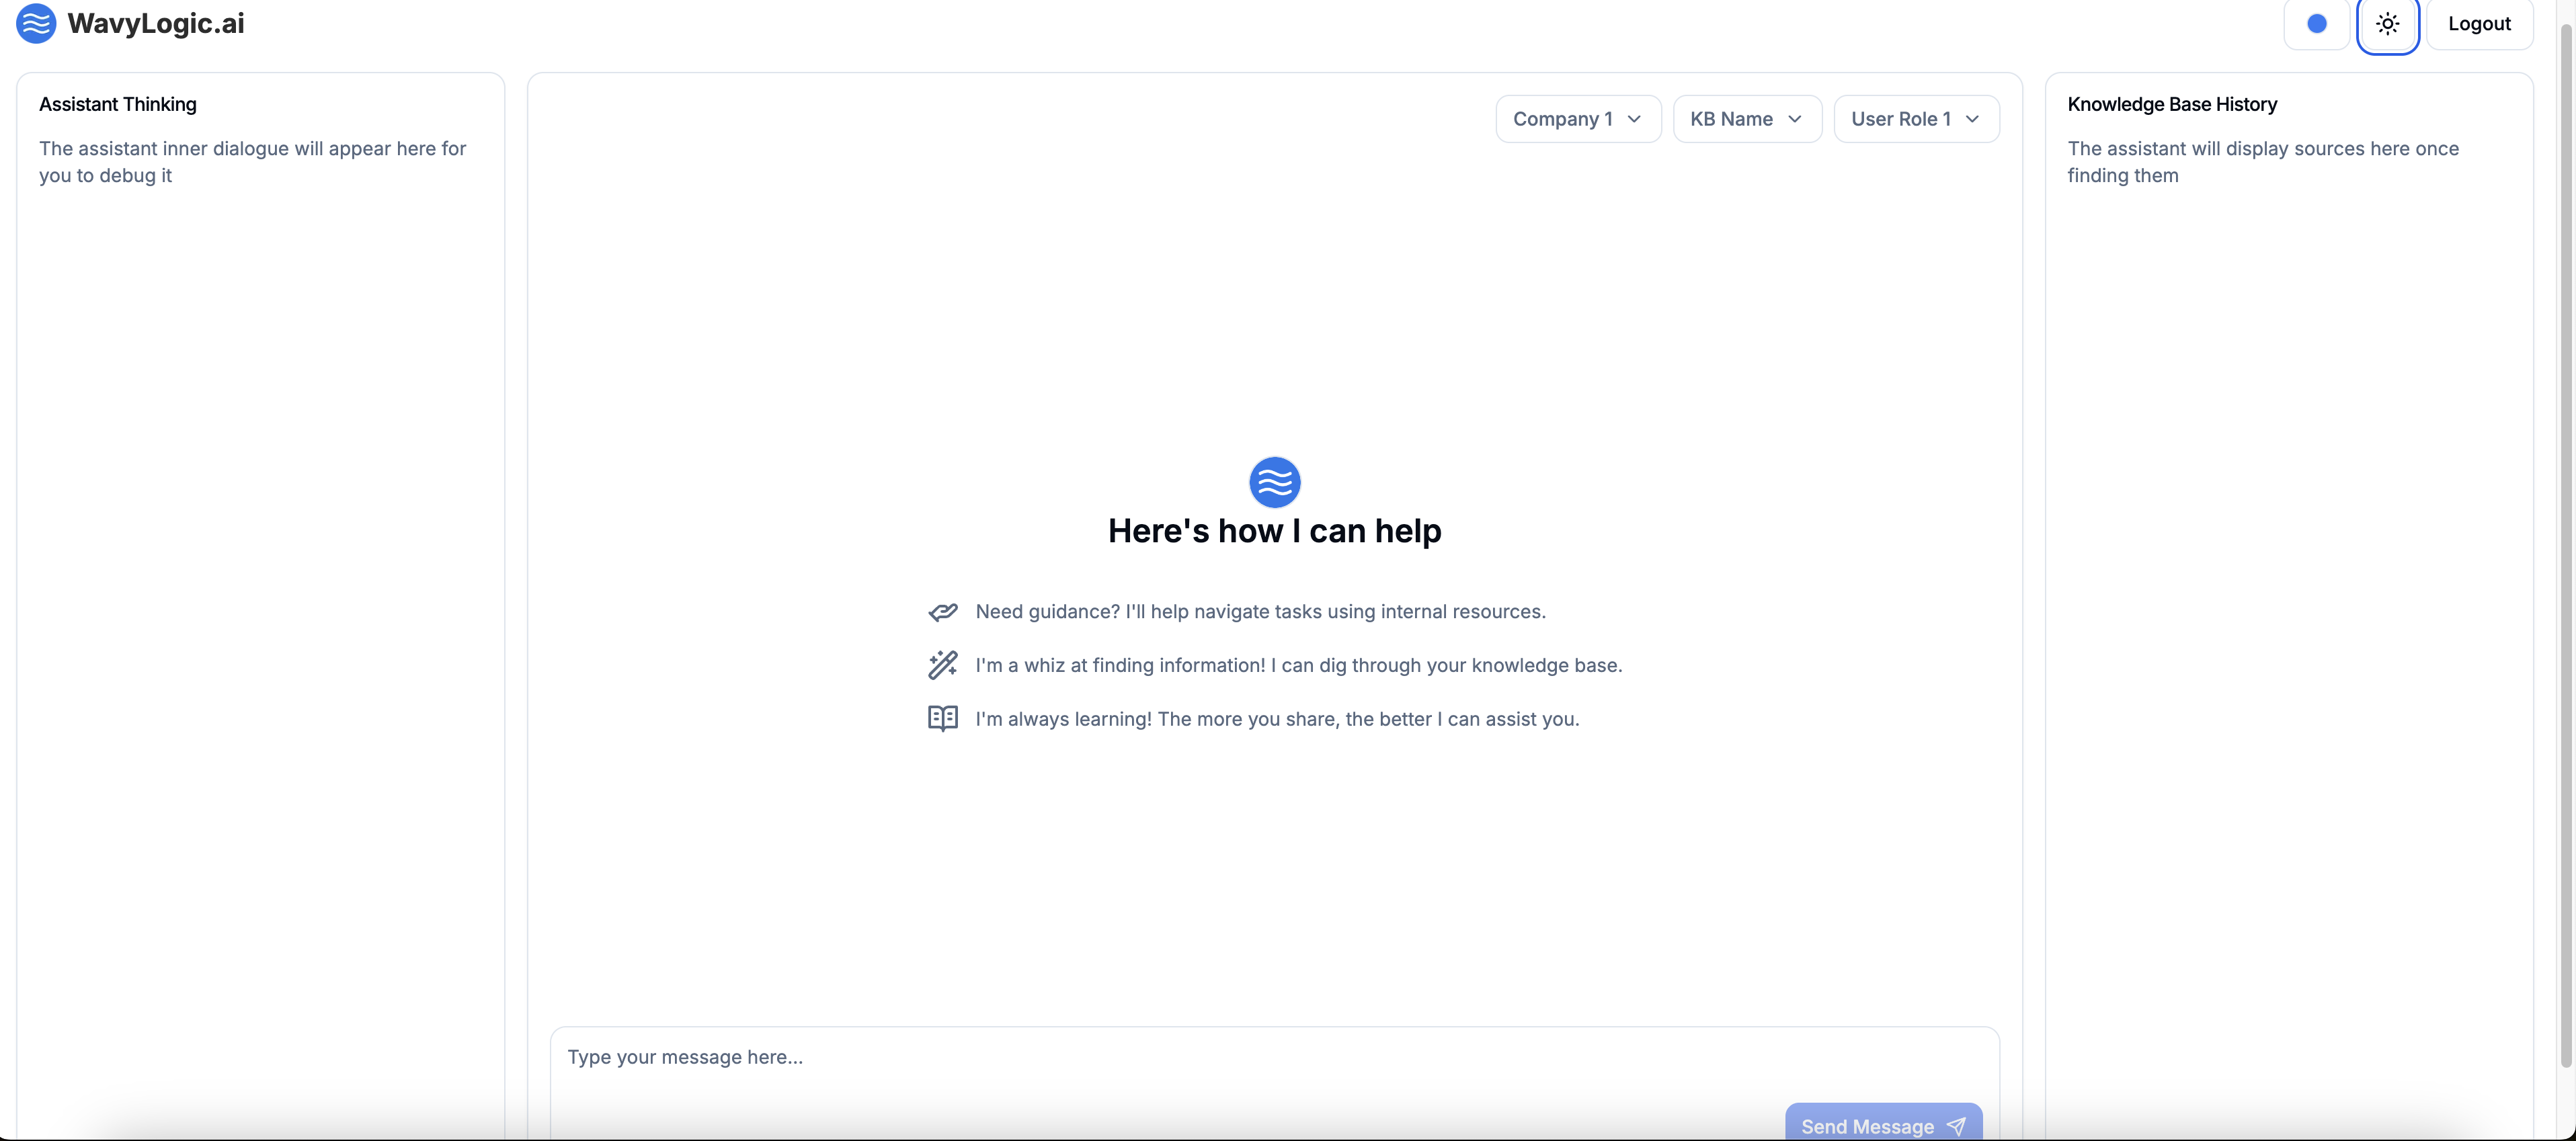 WavyLogic.ai
Logout
Assistant Thinking
The assistant inner dialogue will appear here for
you to debug it
Company 1
KB Name
User Role 1
Here's how I can help
Need guidance? I'll help navigate tasks using internal resources.
I'm a whiz at finding information! I can dig through your knowledge base.
I'm always learning! The more you share, the better I can assist you.
Type your message here...
Send Message
Knowledge Base History
The assistant will display sources here once
finding them